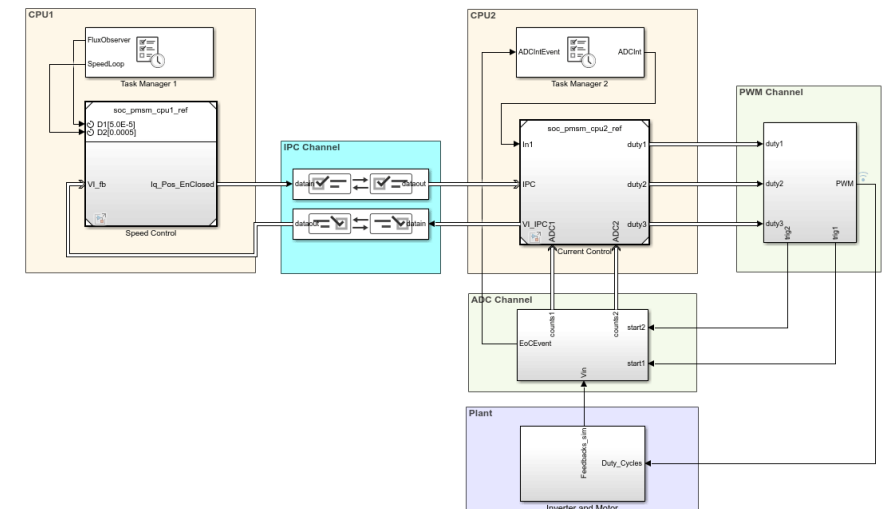 CPU1
FluxObserver
SpeedLoop
Task Manager 1
soc_pmsm_cpu1_ref
D1[5.0E-5]
D2[0.0005]
VI_fb
Iq_Pos_EnClosed
Speed Control
IPC Channel
datain
dataout
dataout
datain
CPU2
ADCIntEvent
ADCInt
Task Manager 2
soc_pmsm_cpu2_ref
In1
duty1
IPC
duty2
VI_IPC
duty3
ADC1
ADC2
Current Control
PWM Channel
duty1
duty2
PWM
duty3
trig2
trig1
ADC Channel
counts1
counts2
start2
EoCEvent
start1
Vin
Plant
Feedbacks_sim
Duty_Cycles
Inverter and Motor